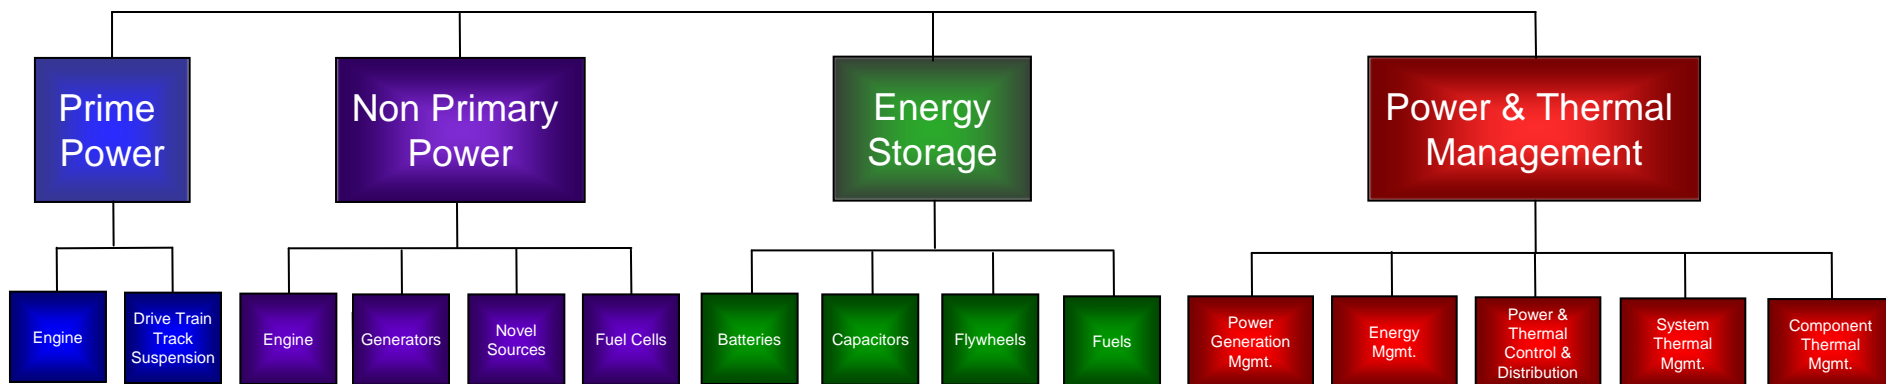 Prime
Power
Non Primary
Power
Energy
Storage
Power & Thermal
Management
Engine
Drive Train
Track
Suspension
Engine
Generators
Novel
Sources
Fuel Cells
Batteries
Capacitors
Flywheels
Fuels
Power
Generation
Mgmt.
Energy
Mgmt.
Power &
Thermal
Control &
Distribution
System
Thermal
Mgmt.
Component
Thermal
Mgmt.